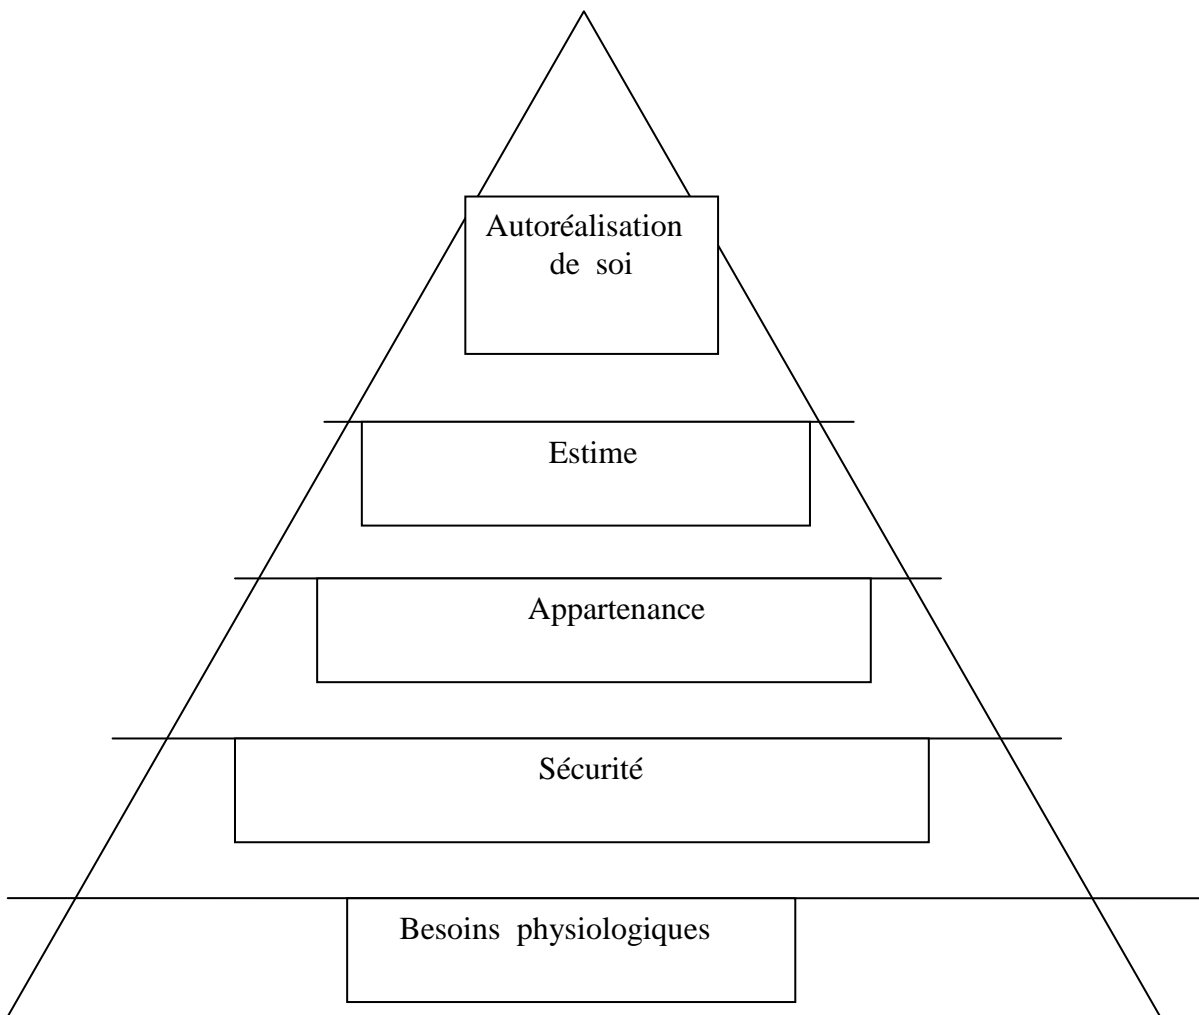 Autoréalisation
de soi
Estime
Appartenance
Sécurité
Besoins physiologiques